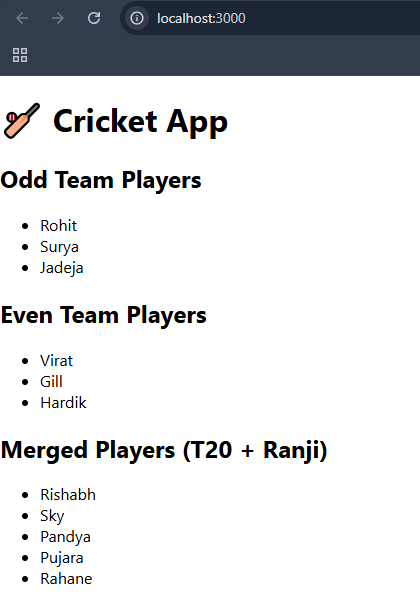 localhost:3000
🏏 Cricket App
Odd Team Players
• Rohit
• Surya
• Jadeja
Even Team Players
• Virat
• Gill
• Hardik
Merged Players (T20 + Ranji)
• Rishabh
• Sky
• Pandya
• Pujara
• Rahane